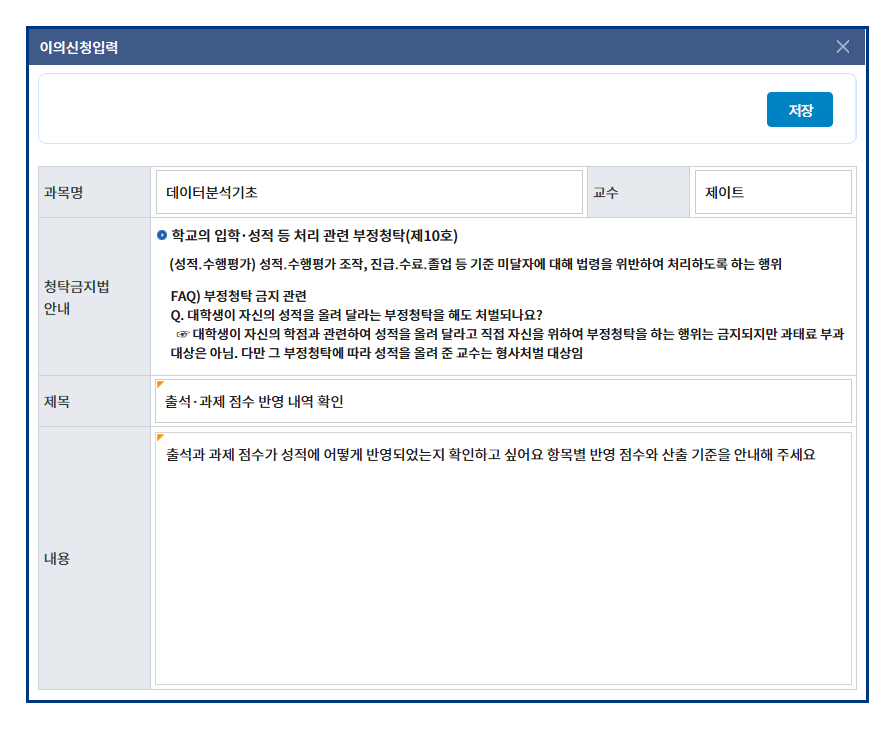 이의신청입력
저장
과목명 데이터분석기초 교수 제이트
청탁금지법
안내
학교의 입학·성적 등 처리 관련 부정청탁(제10호)
(성적.수행평가) 성적.수행평가 조작, 진급.수료.졸업 등 기준 미달자에 대해 법령을 위반하여 처리하도록 하는 행위
FAQ) 부정청탁 금지 관련
Q. 대학생이 자신의 성적을 올려 달라는 부정청탁을 해도 처벌되나요?
☞ 대학생이 자신의 학점과 관련하여 성적을 올려 달라고 직접 자신을 위하여 부정청탁을 하는 행위는 금지되지만 과태료 부과
대상은 아님. 다만 그 부정청탁에 따라 성적을 올려 준 교수는 형사처벌 대상임
제목 출석·과제 점수 반영 내역 확인
내용
출석과 과제 점수가 성적에 어떻게 반영되었는지 확인하고 싶어요 항목별 반영 점수와 산출 기준을 안내해 주세요